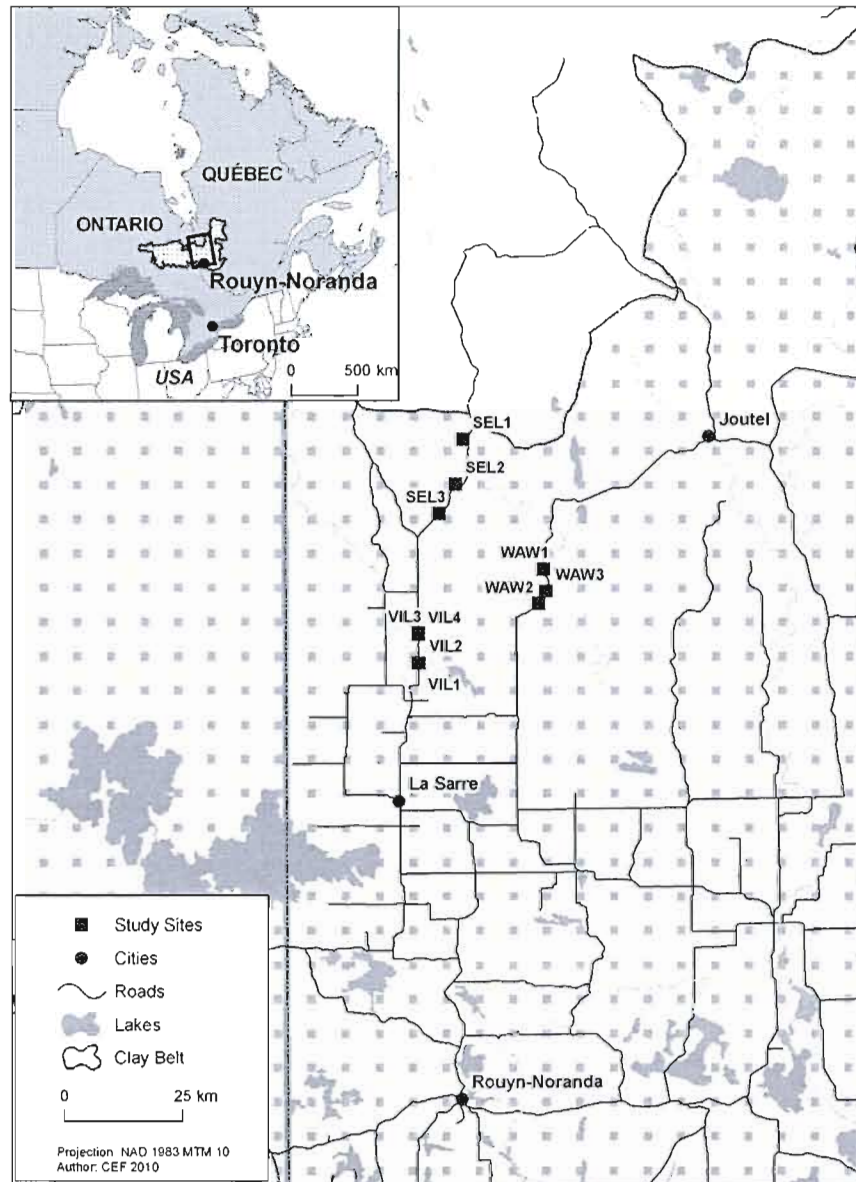 QUÉBEC
ONTARIO
Rouyn-Noranda
Toronto
USA
0 500 km
SEL1
Joutel
SEL2
SEL3
WAW1
WAW3
WAW2
VIL3 VIL4
VIL2
VIL1
La Sarre
Study Sites
Cities
Roads
Lakes
Clay Belt
0 25 km
Rouyn-Noranda
Projection NAD 1983 MTM 10
Author: CEF 2010